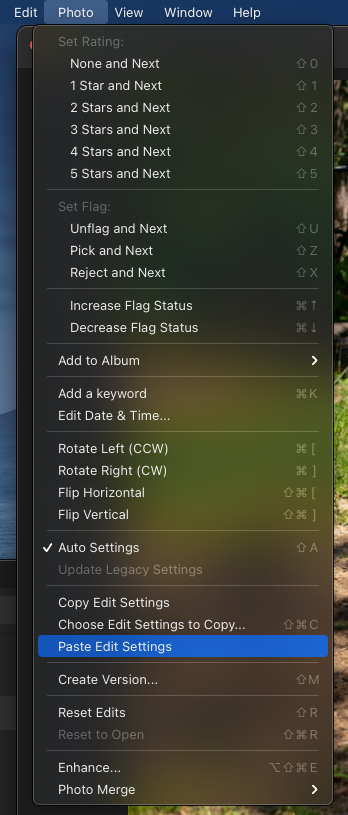 Edit Photo View Window Help
Set Rating:
None and Next ⇧ 0
1 Star and Next ⇧ 1
2 Stars and Next ⇧ 2
3 Stars and Next ⇧ 3
4 Stars and Next ⇧ 4
5 Stars and Next ⇧ 5
Set Flag:
Unflag and Next ⇧ U
Pick and Next ⇧ Z
Reject and Next ⇧ X
Increase Flag Status ⌘ ↑
Decrease Flag Status ⌘ ↓
Add to Album
Add a keyword ⌘ K
Edit Date & Time...
Rotate Left (CCW) ⌘ [
Rotate Right (CW) ⌘ ]
Flip Horizontal ⇧ ⌘ [
Flip Vertical ⇧ ⌘ ]
Auto Settings ⇧ A
Update Legacy Settings
Copy Edit Settings
Choose Edit Settings to Copy... ⇧ ⌘ C
Paste Edit Settings
Create Version... ⇧ M
Reset Edits ⇧ R
Reset to Open ⇧ ⌘ R
Enhance... ⌥ ⇧ ⌘ E
Photo Merge